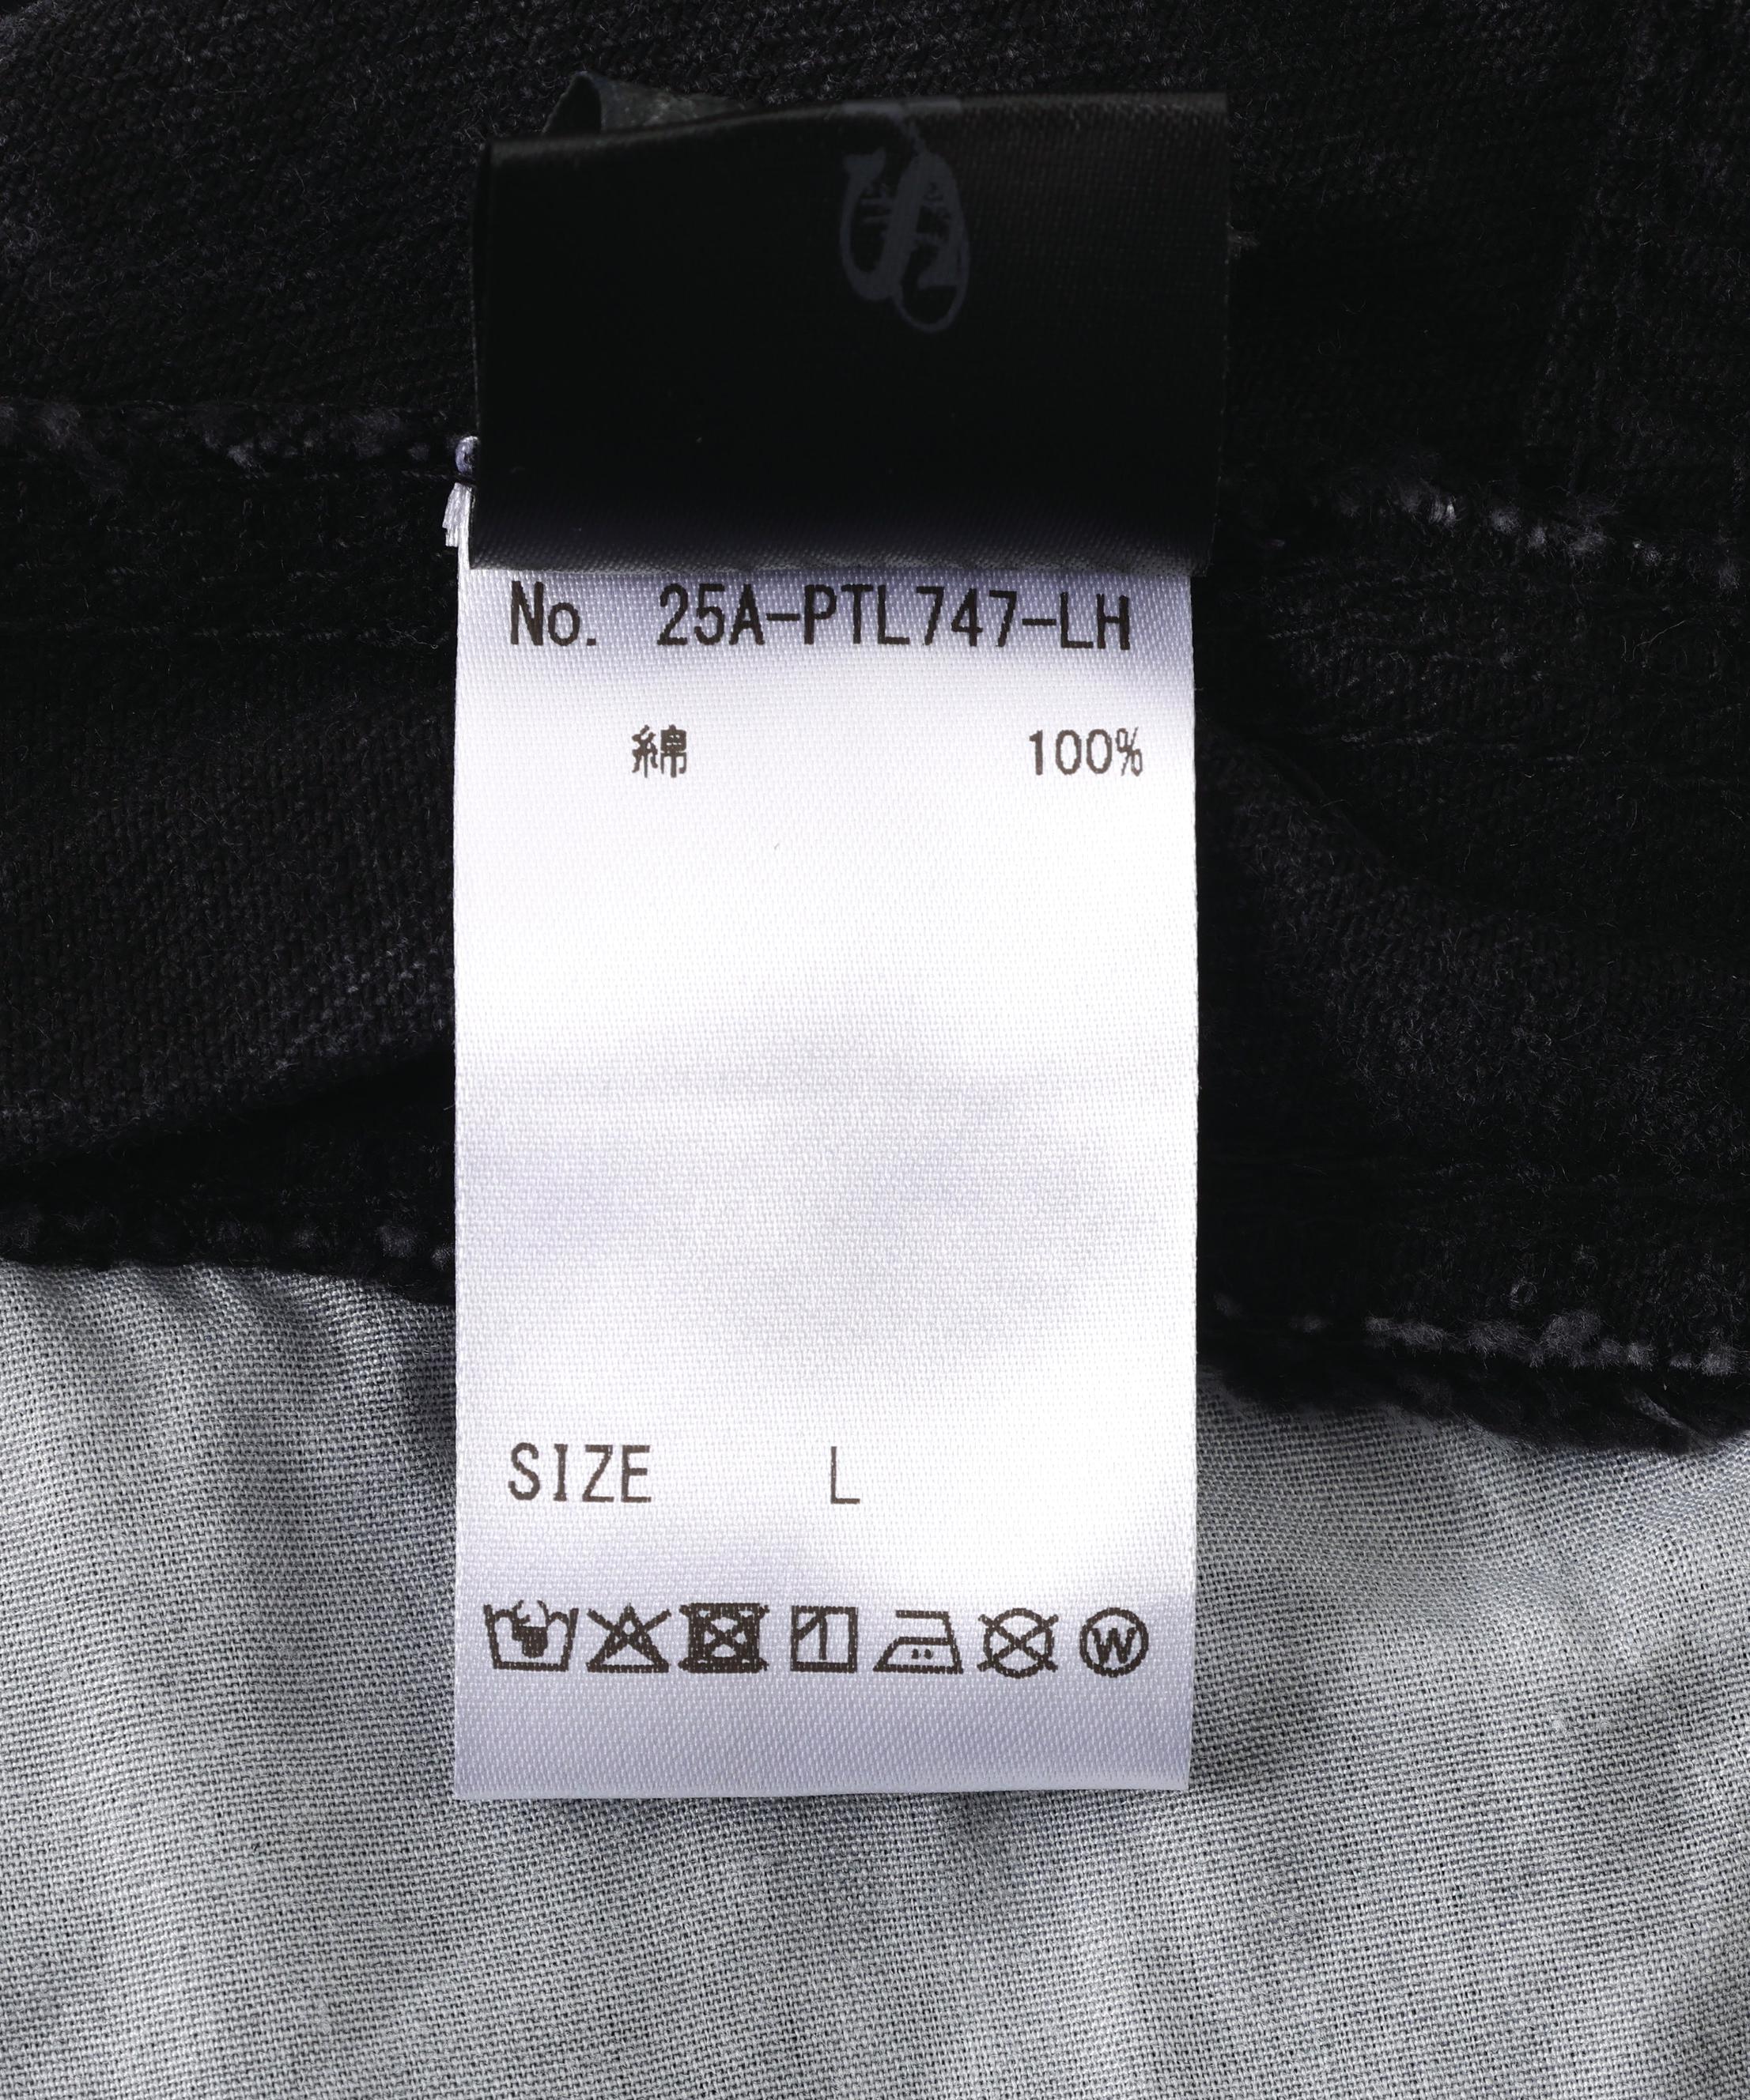 No. 25A-PTL747-LH
綿 100%
SIZE L
W